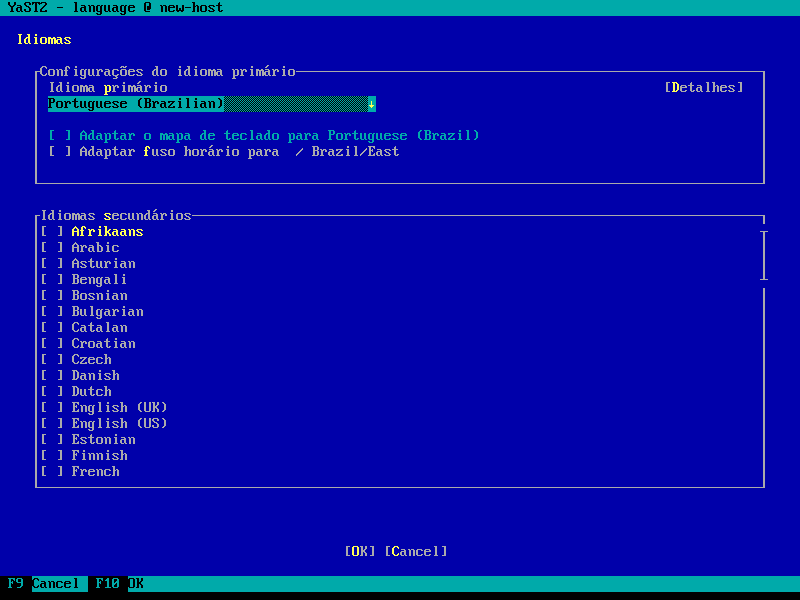 YaST2 - language @ new-host
Idiomas
Configurações do idioma primário
Idioma primário [Detalhes]
Portuguese (Brazilian) ↓
[ ] Adaptar o mapa de teclado para Portuguese (Brazil)
[ ] Adaptar fuso horário para / Brazil/East
Idiomas secundários
[ ] Afrikaans
[ ] Arabic
[ ] Asturian
[ ] Bengali
[ ] Bosnian
[ ] Bulgarian
[ ] Catalan
[ ] Croatian
[ ] Czech
[ ] Danish
[ ] Dutch
[ ] English (UK)
[ ] English (US)
[ ] Estonian
[ ] Finnish
[ ] French
[OK] [Cancel]
F9 Cancel F10 OK